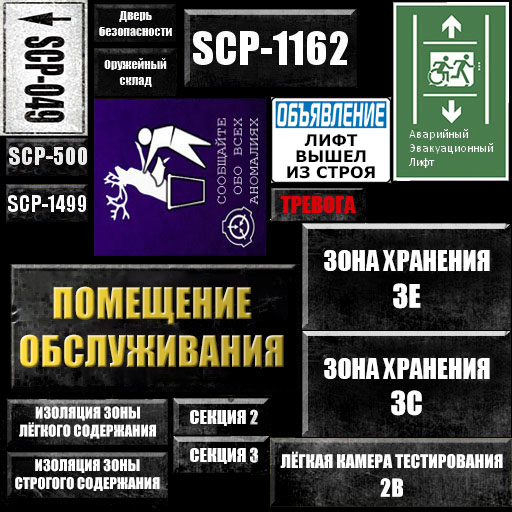 SCP-049
Дверь
безопасности
Оружейный
склад
SCP-1162
Аварийный
Эвакуационный
Лифт
SCP-500
SCP-1499
СООБЩАЙТЕ
ОБО ВСЕХ
АНОМАЛИЯХ
ОБЪЯВЛЕНИЕ
ЛИФТ
ВЫШЕЛ
ИЗ СТРОЯ
ТРЕВОГА
ЗОНА ХРАНЕНИЯ
3E
ПОМЕЩЕНИЕ
ОБСЛУЖИВАНИЯ
ЗОНА ХРАНЕНИЯ
3C
ИЗОЛЯЦИЯ ЗОНЫ
ЛЁГКОГО СОДЕРЖАНИЯ
СЕКЦИЯ 2
ИЗОЛЯЦИЯ ЗОНЫ
СТРОГОГО СОДЕРЖАНИЯ
СЕКЦИЯ 3
ЛЁГКАЯ КАМЕРА ТЕСТИРОВАНИЯ
2B